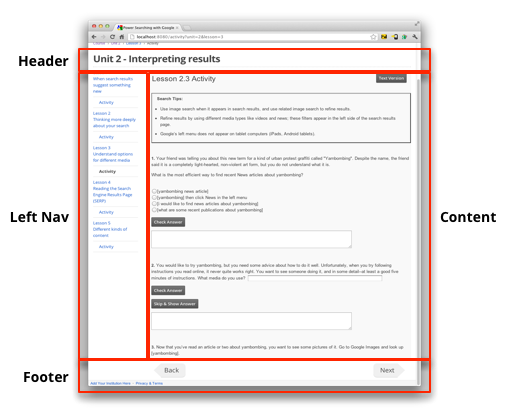 Power Searching with Google
localhost:8080/activity?unit=2&lesson=3
Header
Unit 2 - Interpreting results
When search results
suggest something
new
Activity
Lesson 2
Thinking more deeply
about your search
Activity
Lesson 3
Understand options
for different media
Activity
Lesson 4
Reading the Search
Engine Results Page
(SERP)
Activity
Lesson 5
Different kinds of
content
Activity
Left Nav
Lesson 2.3 Activity
Text Version
Search Tips:
Use image search when it appears in search results, and use related image search to refine results.
Refine results by using different media types like videos and news; these filters appear in the left side of the search results
page.
Google's left menu does not appear on tablet computers (iPads, Android tablets).
1. Your friend was telling you about this new term for a kind of urban protest graffiti called "Yarnbombing". Despite the name, the friend
said it is a completely light-hearted, non-violent art form, but you do not understand what it is.
What is the most efficient way to find recent News articles about yarnbombing?
[yarnbombing news article]
[yarnbombing] then click News in the left menu
[I would like to find news articles about yarnbombing]
[what are some recent publications about yarnbombing]
Check Answer
2. You would like to try yarnbombing, but you need some advice about how to do it well. Unfortunately, when you try following
instructions you read online, it never quite works right. You want to see someone doing it, and in some detail--at least a good five
minutes of instructions. What media do you use?
Check Answer
Skip & Show Answer
3. Now that you've read an article or two about yarnbombing, you want to see some pictures of it. Go to Google Images and look up
[yarnbombing]
Content
Footer
Back
Next
Add Your Institution Here
Privacy & Terms